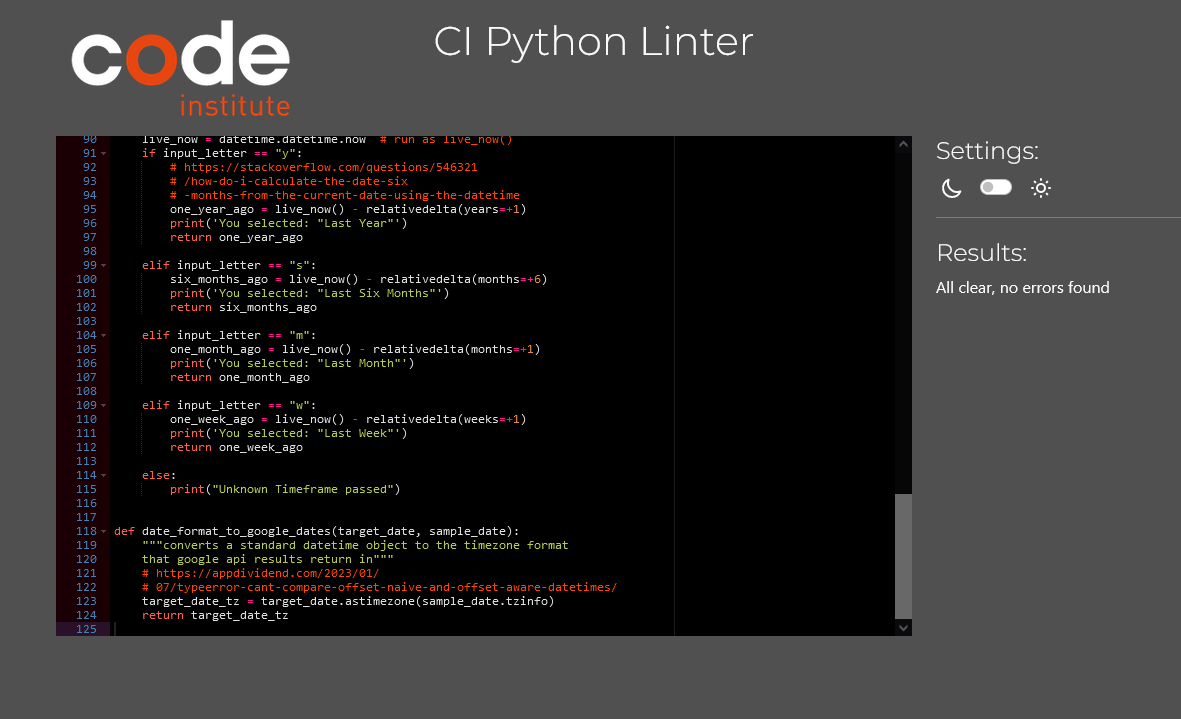 code
institute
CI Python Linter
90 live_now = datetime.datetime.now  # run as live_now()
91 if input_letter == "y":
92 # https://stackoverflow.com/questions/546321
93 # /how-do-i-calculate-the-date-six
94 # -months-from-the-current-date-using-the-datetime
95 one_year_ago = live_now() - relativedelta(years=+1)
96 print('You selected: "Last Year"')
97 return one_year_ago
98
99 elif input_letter == "s":
100 six_months_ago = live_now() - relativedelta(months=+6)
101 print('You selected: "Last Six Months"')
102 return six_months_ago
103
104 elif input_letter == "m":
105 one_month_ago = live_now() - relativedelta(months=+1)
106 print('You selected: "Last Month"')
107 return one_month_ago
108
109 elif input_letter == "w":
110 one_week_ago = live_now() - relativedelta(weeks=+1)
111 print('You selected: "Last Week"')
112 return one_week_ago
113
114 else:
115 print("Unknown Timeframe passed")
116
117
118 def date_format_to_google_dates(target_date, sample_date):
119 """converts a standard datetime object to the timezone format
120 that google api results return in"""
121 # https://appdividend.com/2023/01/
122 # 07/typeerror-cant-compare-offset-naive-and-offset-aware-datetimes/
123 target_date_tz = target_date.astimezone(sample_date.tzinfo)
124 return target_date_tz
125
Settings:
Results:
All clear, no errors found